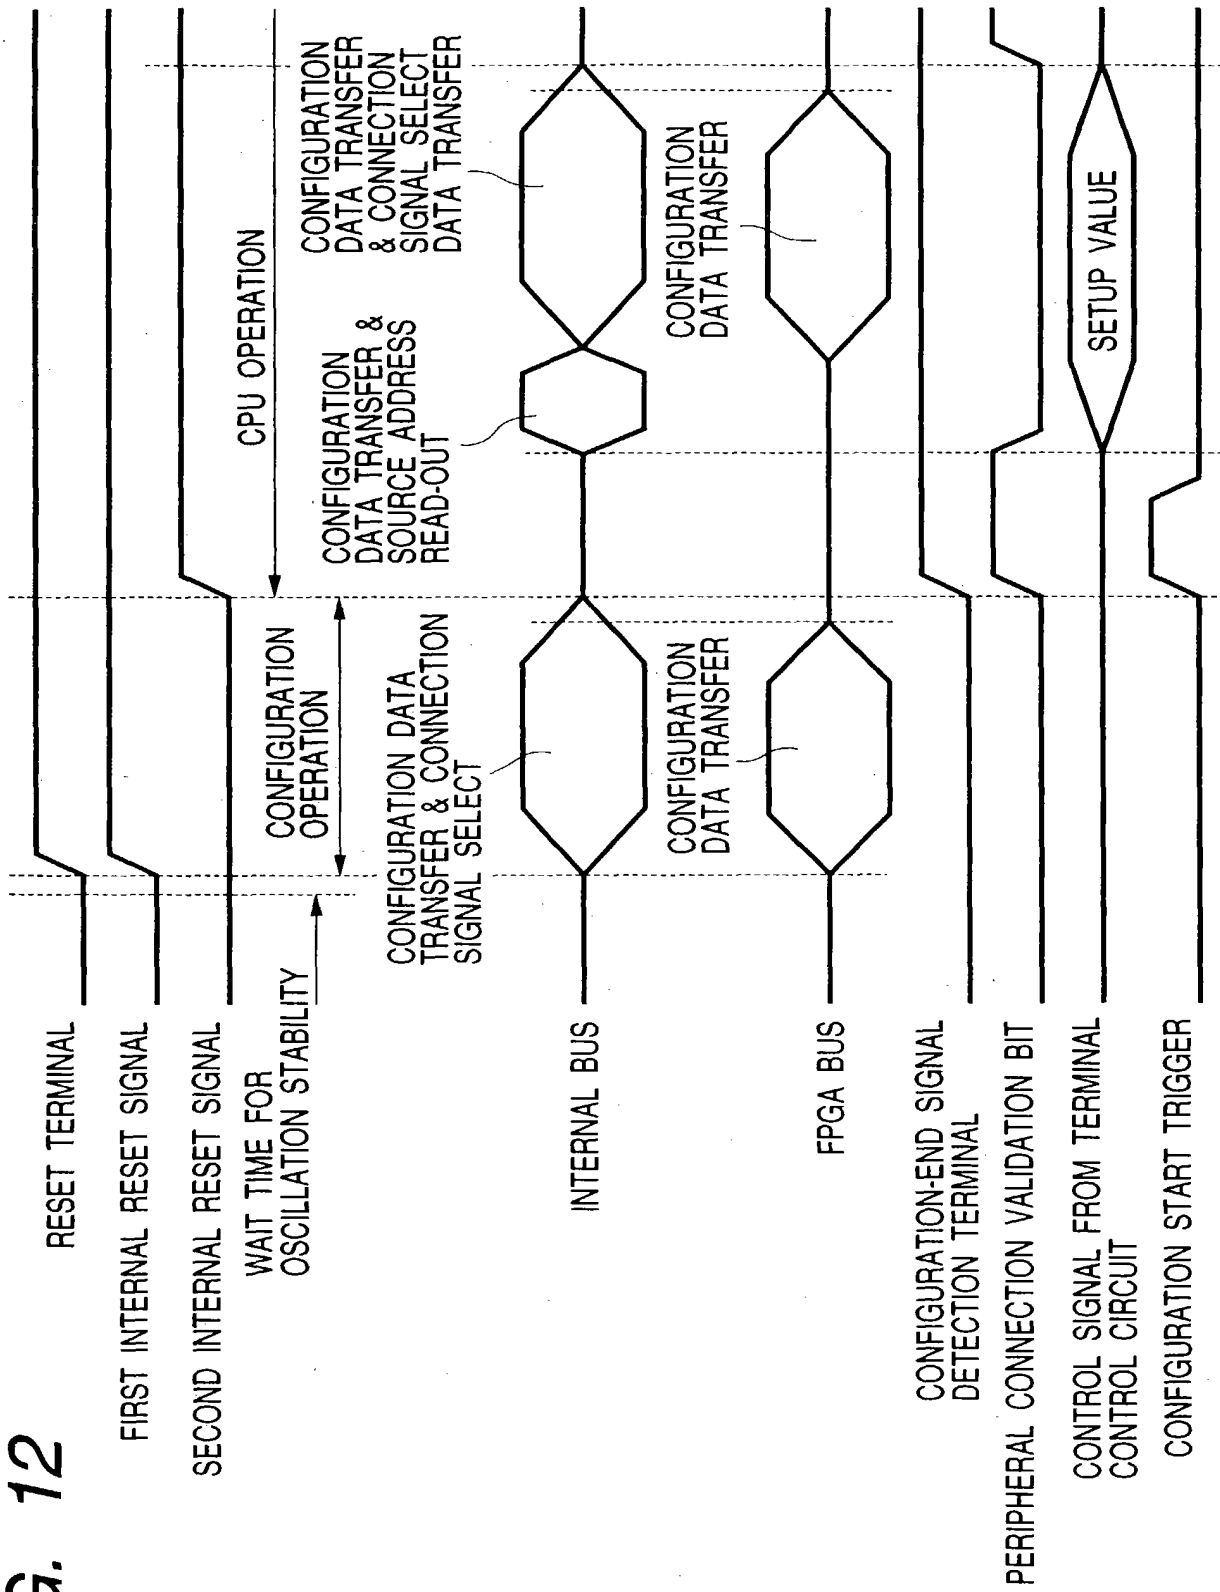 G. 12
RESET TERMINAL
FIRST INTERNAL RESET SIGNAL
SECOND INTERNAL RESET SIGNAL
WAIT TIME FOR
OSCILLATION STABILITY
CONFIGURATION
OPERATION
CPU OPERATION
CONFIGURATION DATA
TRANSFER & CONNECTION
SIGNAL SELECT
CONFIGURATION
DATA TRANSFER &
SOURCE ADDRESS
READ-OUT
CONFIGURATION
DATA TRANSFER
& CONNECTION
SIGNAL SELECT
DATA TRANSFER
INTERNAL BUS
CONFIGURATION
DATA TRANSFER
CONFIGURATION
DATA TRANSFER
FPGA BUS
CONFIGURATION-END SIGNAL
DETECTION TERMINAL
PERIPHERAL CONNECTION VALIDATION BIT
CONTROL SIGNAL FROM TERMINAL
CONTROL CIRCUIT
SETUP VALUE
CONFIGURATION START TRIGGER